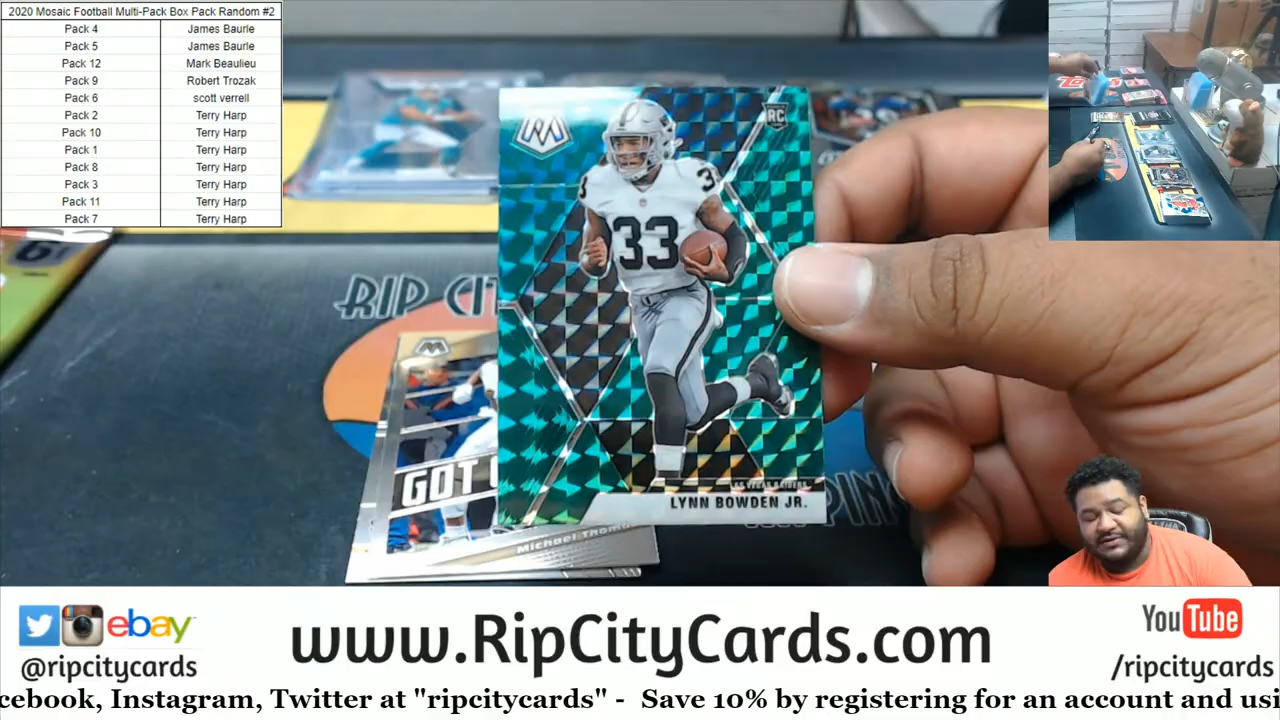 2020 Mosaic Football Multi-Pack Box Pack Random #2
Pack 4 James Baurle
Pack 5 James Baurle
Pack 12 Mark Beaulieu
Pack 9 Robert Trozak
Pack 6 scott verrell
Pack 2 Terry Harp
Pack 10 Terry Harp
Pack 1 Terry Harp
Pack 8 Terry Harp
Pack 3 Terry Harp
Pack 11 Terry Harp
Pack 7 Terry Harp
RC
33
RIP CIT
GOT
LAS VEGAS RAIDERS
LYNN BOWDEN JR.
Michael Thoma
ebay
@ripcitycards
www.RipCityCards.com
YouTube
/ripcitycards
cebook, Instagram, Twitter at "ripcitycards" - Save 10% by registering for an account and usi